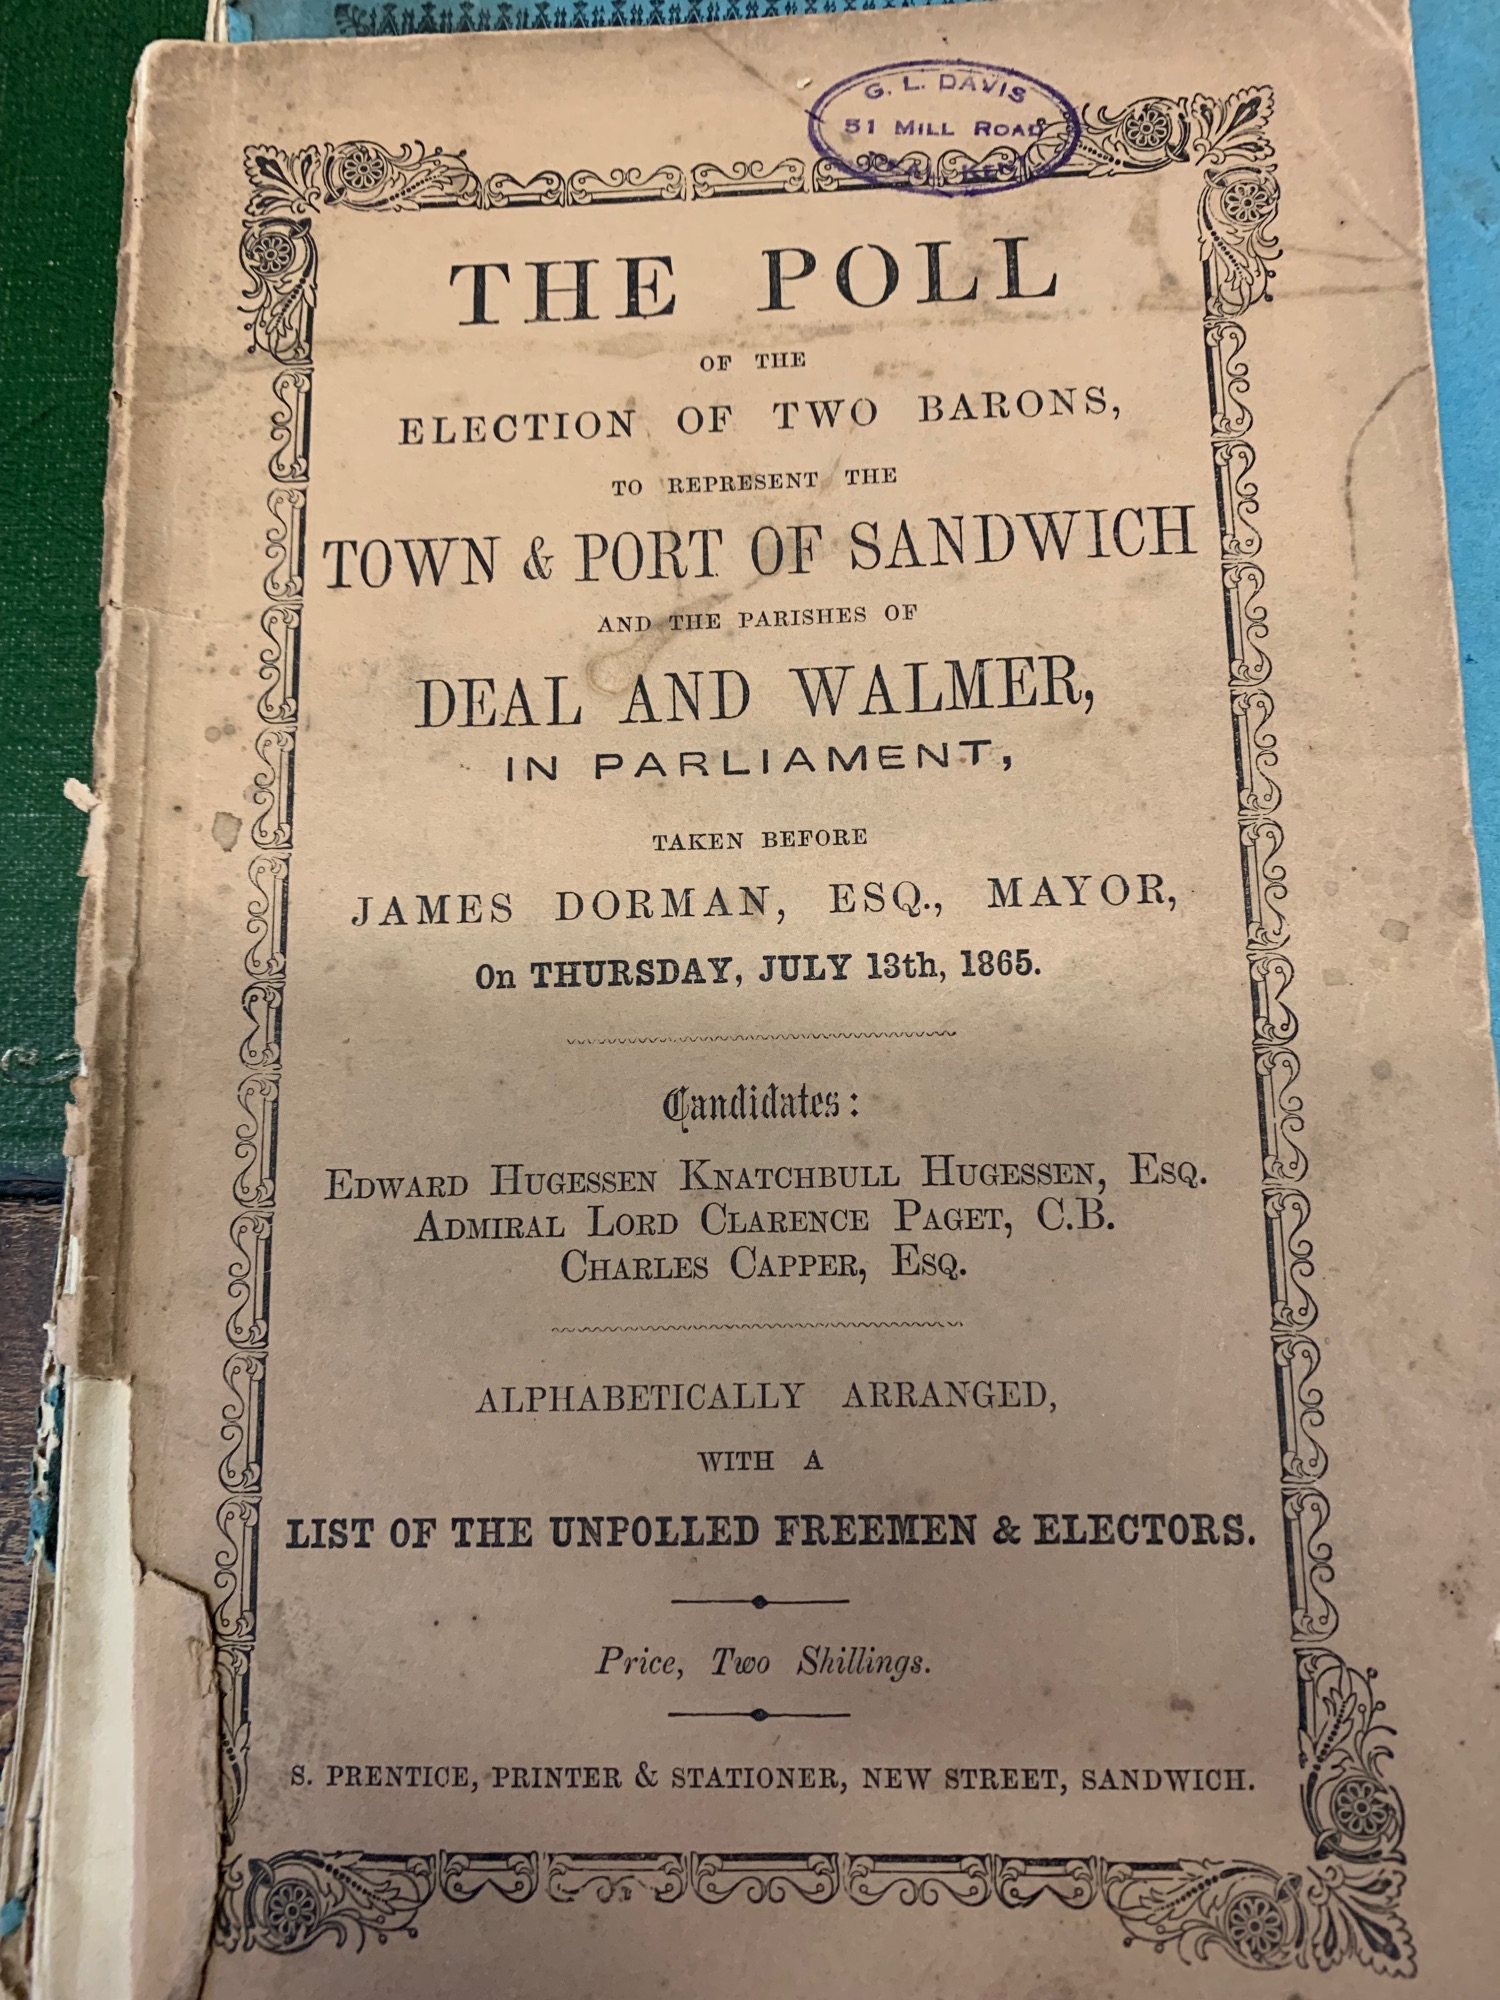 G. L. DAVIS
51 MILL ROAD
KENT
THE POLL
OF THE
ELECTION OF TWO BARONS,
TO REPRESENT THE
TOWN & PORT OF SANDWICH
AND THE PARISHES OF
DEAL AND WALMER,
IN PARLIAMENT,
TAKEN BEFORE
JAMES DORMAN, ESQ., MAYOR,
On THURSDAY, JULY 13th, 1865.
Candidates:
EDWARD HUGESSEN KNATCHBULL HUGESSEN, ESQ.
ADMIRAL LORD CLARENCE PAGET, C.B.
CHARLES CAPPER, ESQ.
ALPHABETICALLY ARRANGED,
WITH A
LIST OF THE UNPOLLED FREEMEN & ELECTORS.
Price, Two Shillings.
S. PRENTICE, PRINTER & STATIONER, NEW STREET, SANDWICH.